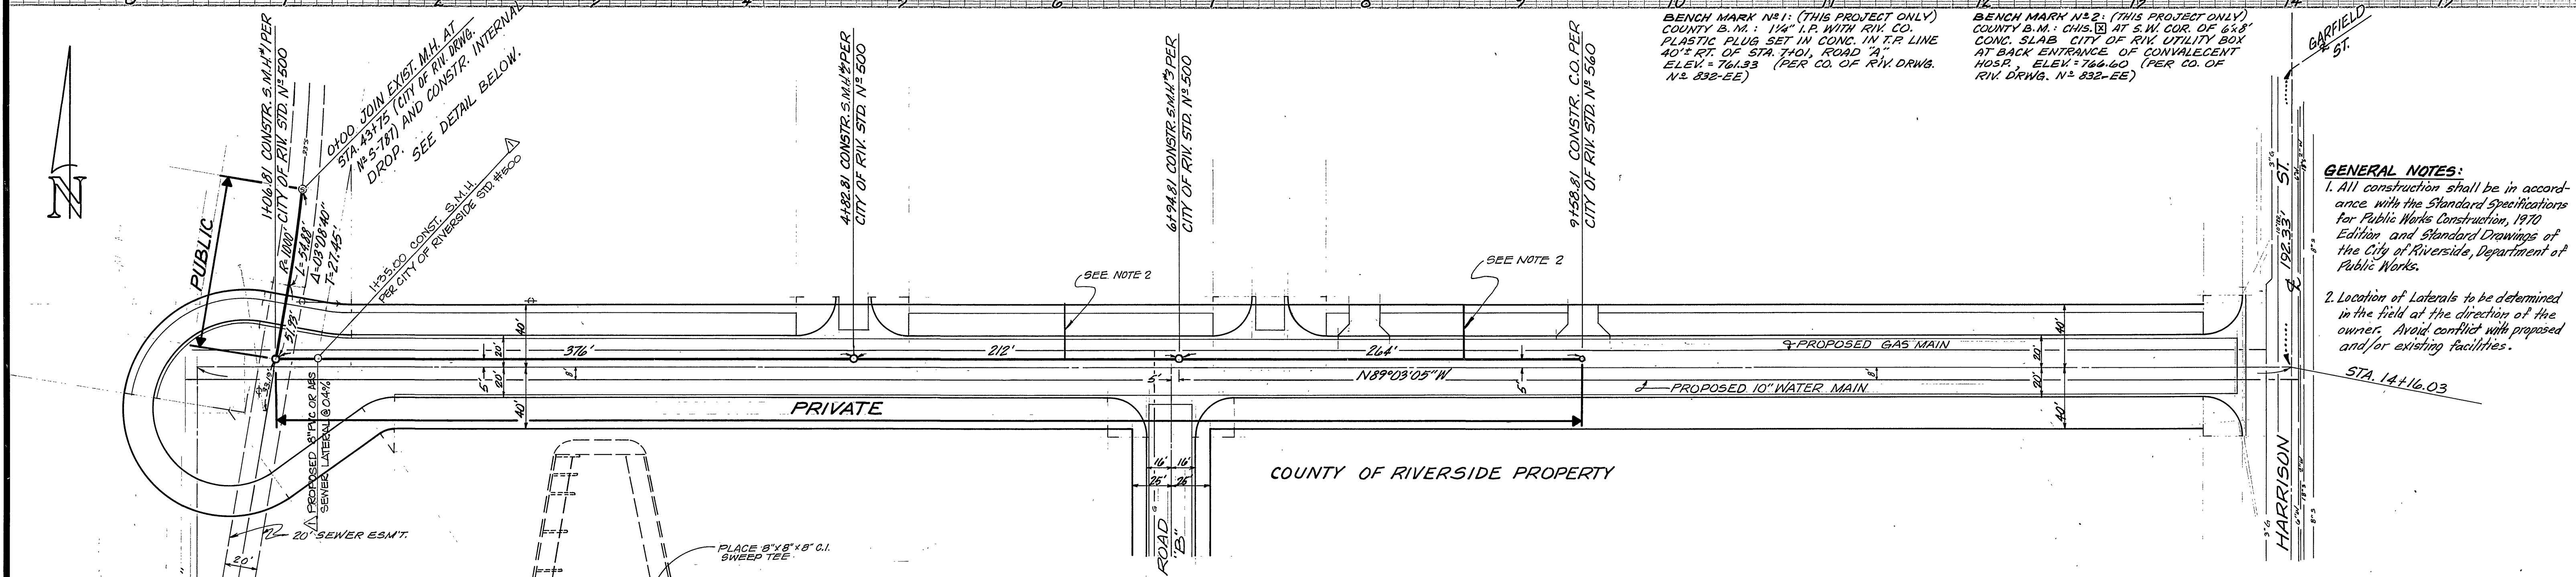 1+06.81 CONSTR. S.M.H.#1 PER
CITY OF RIV. STD. Nº 500
0+00 JOIN EXIST. M.H. AT
STA. 43+75 (CITY OF RIV. DRWG.
Nº S-787) AND CONSTR. INTERNAL
DROP. SEE DETAIL BELOW.
4+82.81 CONSTR. S.M.H.#2 PER
CITY OF RIV. STD. Nº 500
6+94.81 CONSTR. S.M.H.#3 PER
CITY OF RIV. STD. Nº 500
9+58.81 CONSTR. C.O. PER
CITY OF RIV. STD. Nº 560
BENCH MARK Nº 1: (THIS PROJECT ONLY)
COUNTY B.M.: 1¼" I.P. WITH RIV. CO.
PLASTIC PLUG SET IN CONC. IN T.P. LINE
40'± RT. OF STA. 7+01, ROAD "A"
ELEV. = 761.33 (PER CO. OF RIV. DRWG.
Nº 832-EE)
BENCH MARK Nº 2: (THIS PROJECT ONLY)
COUNTY B.M.: CHIS. X AT S.W. COR. OF 6'x8'
CONC. SLAB CITY OF RIV. UTILITY BOX
AT BACK ENTRANCE OF CONVALECENT
HOSP., ELEV. = 766.60 (PER CO. OF
RIV. DRWG. Nº 832-EE)
GARFIELD
ST.
N
PUBLIC
R=1000'
L=54.88'
Δ=03°08'40"
T=27.45'
51.93'
1+35.00 CONST. S.M.H.
PER CITY OF RIVERSIDE STD. #500
GENERAL NOTES:
1. All construction shall be in accord-
ance with the Standard Specifications
for Public Works Construction, 1970
Edition and Standard Drawings of
the City of Riverside, Department of
Public Works.
2. Location of Laterals to be determined
in the field at the direction of the
owner. Avoid conflict with proposed
and/or existing facilities.
SEE NOTE 2
SEE NOTE 2
40'
20'
376'
212'
264'
PROPOSED GAS MAIN
40'
20'
5'
20'
8'
5'
N89°03'05"W
5'
PROPOSED 10" WATER MAIN
8'
20'
STA. 14+16.03
40'
PRIVATE
40'
PROPOSED 8" PVC OR ABS
SEWER LATERAL @ 0.4%
16'
16'
25'
25'
COUNTY OF RIVERSIDE PROPERTY
ROAD
"B"
HARRISON
ST.
192.33'
20' SEWER ESM'T.
20'
PLACE 8"X8"X8" C.I.
SWEEP TEE